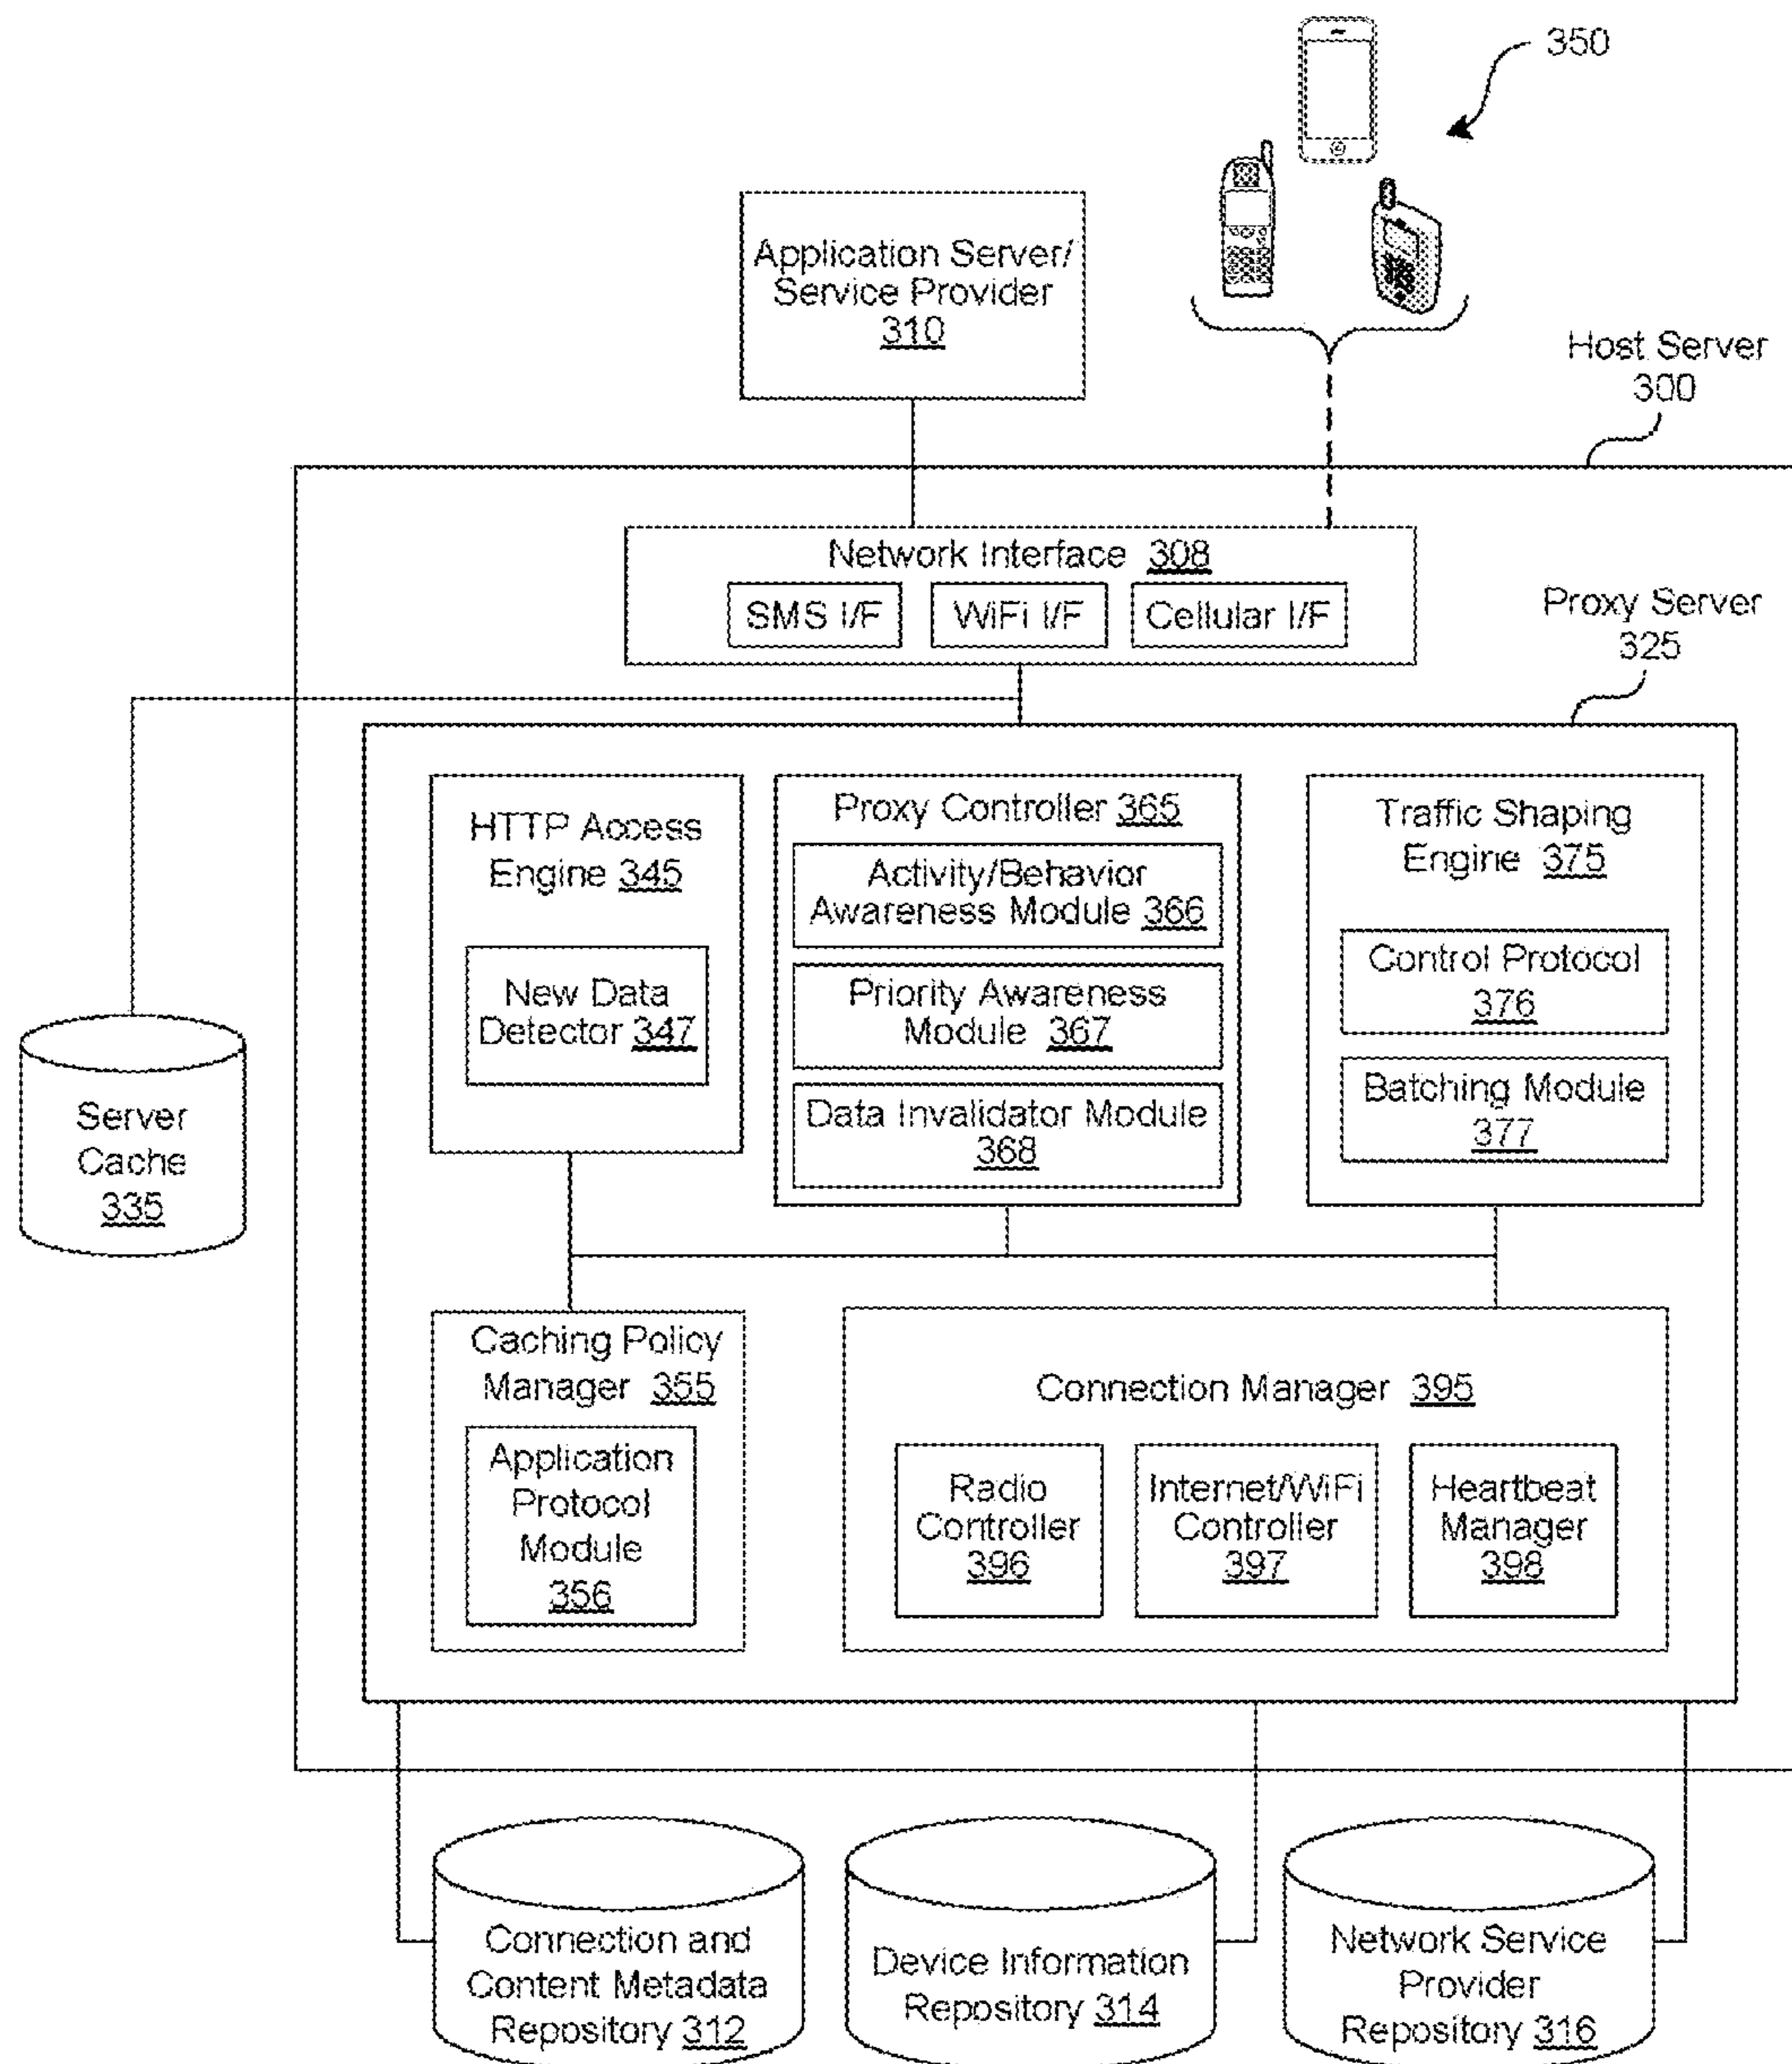 350
Application Server/
Service Provider
310
Host Server
300
Network Interface 308
SMS I/F
WiFi I/F
Cellular I/F
Proxy Server
325
HTTP Access
Engine 345
New Data
Detector 347
Proxy Controller 365
Activity/Behavior
Awareness Module 366
Priority Awareness
Module 367
Data Invalidator Module
368
Traffic Shaping
Engine 375
Control Protocol
376
Batching Module
377
Server
Cache
335
Caching Policy
Manager 355
Application
Protocol
Module
356
Connection Manager 395
Radio
Controller
396
Internet/WiFi
Controller
397
Heartbeat
Manager
398
Connection and
Content Metadata
Repository 312
Device Information
Repository 314
Network Service
Provider
Repository 316